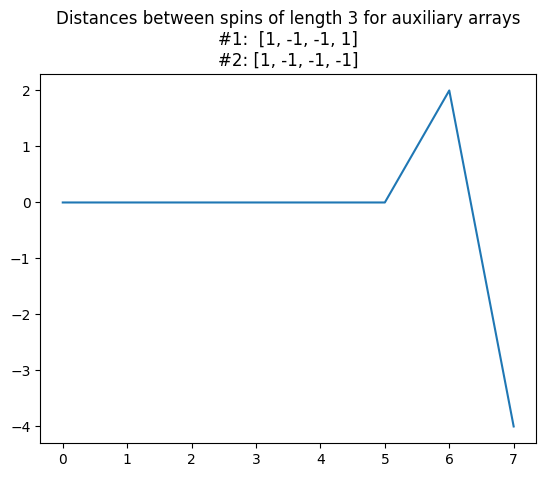 Distances between spins of length 3 for auxiliary arrays
#1:  [1, -1, -1, 1]
#2: [1, -1, -1, -1]
2
1
0
−1
−2
−3
−4
0 1 2 3 4 5 6 7